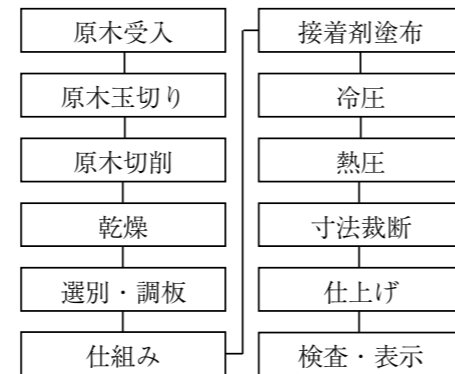 原木受入
原木玉切り
原木切削
乾燥
選別・調板
仕組み
接着剤塗布
冷圧
熱圧
寸法裁断
仕上げ
検査・表示